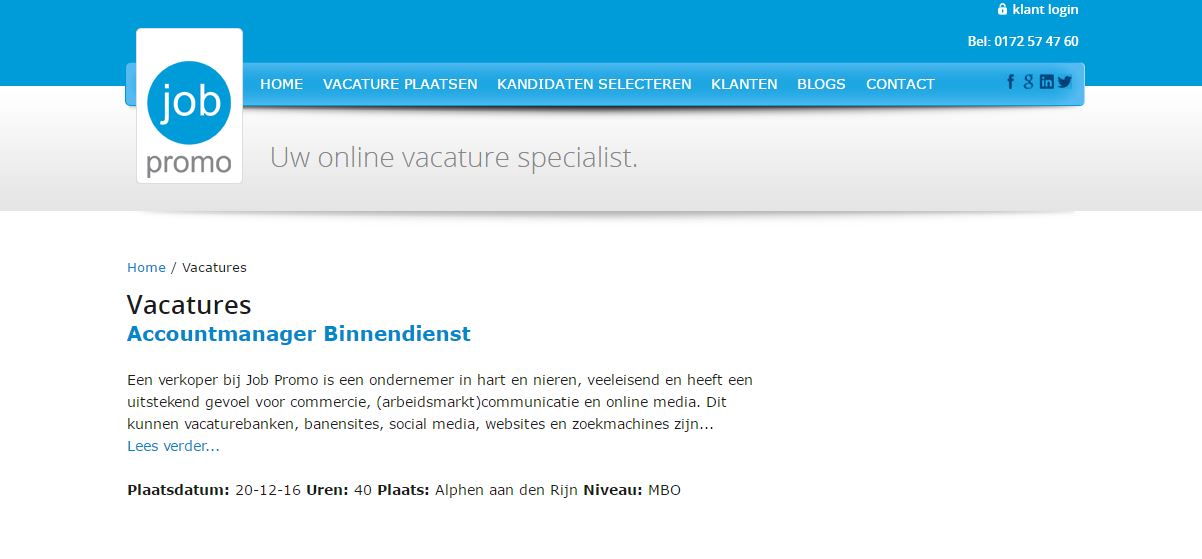 klant login
Bel: 0172 57 47 60
job
promo
HOME VACATURE PLAATSEN KANDIDATEN SELECTEREN KLANTEN BLOGS CONTACT
Uw online vacature specialist.
Home / Vacatures
Vacatures
Accountmanager Binnendienst
Een verkoper bij Job Promo is een ondernemer in hart en nieren, veeleisend en heeft een
uitstekend gevoel voor commercie, (arbeidsmarkt)communicatie en online media. Dit
kunnen vacaturebanken, banensites, social media, websites en zoekmachines zijn...
Lees verder...
Plaatsdatum: 20-12-16 Uren: 40 Plaats: Alphen aan den Rijn Niveau: MBO